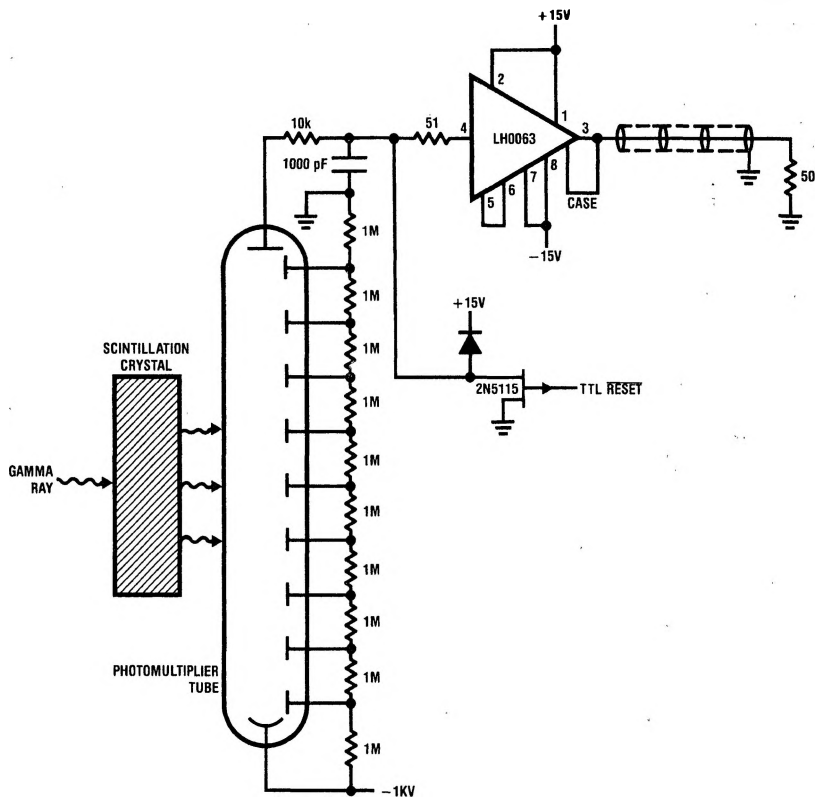 +15V
2
1
10k
51
4
LH0063
3
1000 pF
8
7
6
5
CASE
50
−15V
1M
1M
+15V
SCINTILLATION
CRYSTAL
1M
2N5115
TTL RESET
1M
GAMMA
RAY
1M
1M
1M
1M
PHOTOMULTIPLIER
TUBE
1M
1M
−1KV